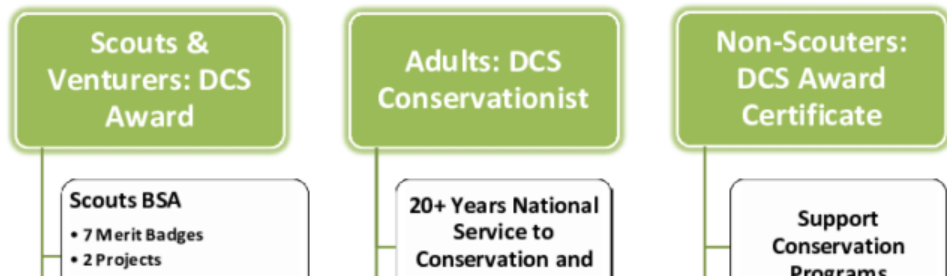 Scouts &
Venturers: DCS
Award
Adults: DCS
Conservationist
Non-Scouters:
DCS Award
Certificate
Scouts BSA
• 7 Merit Badges
• 2 Projects
20+ Years National
Service to
Conservation and
Support
Conservation
Programs